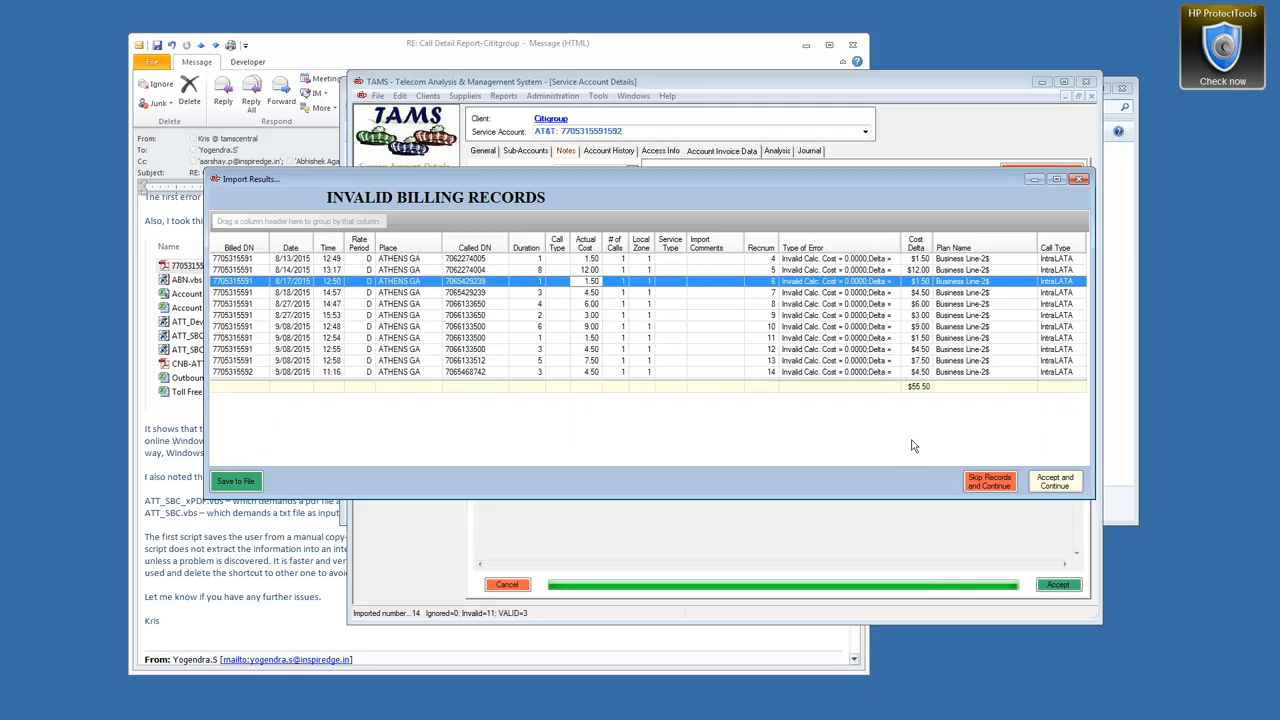 HP ProtectTools
Check now
RE: Call Detail Report-Cititgroup - Message (HTML)
File Message Developer
Ignore
Junk
Delete
Reply
Reply All
Forward
Meeting
IM
More
Delete
Respond
From: Kris @ tamscentral
To: 'Yogendra.S'
Cc: 'aarshay.p@inspiredge.in'; 'Abhishek Aga
Subject: RE:
The first error
Also, I took this
Name
7705315
ABN.vbs
Account
Account
ATT_Dev
ATT_SBC
ATT_SBC
CNB-AT
Outbou
Toll Free
It shows that t
online Window
way, Windows
I also noted th
ATT_SBC_xPDF.vbs – which demands a pdf file a
ATT_SBC.vbs – which demands a txt file as input
The first script saves the user from a manual copy-
script does not extract the information into an inte
unless a problem is discovered. It is faster and ver
used and delete the shortcut to other one to avoid
Let me know if you have any further issues.
Kris
From: Yogendra.S [mailto:yogendra.s@inspiredge.in]
TAMS - Telecom Analysis & Management System - [Service Account Details]
File Edit Clients Suppliers Reports Administration Tools Windows Help
TAMS
Service Account Details
Client: Citigroup
Service Account: AT&T: 7705315591592
General Sub-Accounts Notes Account History Access Info Account Invoice Data Analysis Journal
Import Results...
INVALID BILLING RECORDS
Drag a column header here to group by that column.
Billed DN Date Time Rate Period Place Called DN Duration Call Type Actual Cost # of Calls Local Zone Service Type Import Comments Recnum Type of Error Cost Delta Plan Name Call Type
7705315591 8/13/2015 12:49 D ATHENS GA 7062274005 1 1.50 1 1 4 Invalid Calc. Cost = 0.0000;Delta = $1.50 Business Line-2$ IntraLATA
7705315591 8/14/2015 13:17 D ATHENS GA 7062274004 8 12.00 1 1 5 Invalid Calc. Cost = 0.0000;Delta = $12.00 Business Line-2$ IntraLATA
7705315591 8/17/2015 12:50 D ATHENS GA 7065429239 1 1.50 1 1 6 Invalid Calc. Cost = 0.0000;Delta = $1.50 Business Line-2$ IntraLATA
7705315591 8/18/2015 14:57 D ATHENS GA 7065429239 3 4.50 1 1 7 Invalid Calc. Cost = 0.0000;Delta = $4.50 Business Line-2$ IntraLATA
7705315591 8/27/2015 14:47 D ATHENS GA 7066133650 4 6.00 1 1 8 Invalid Calc. Cost = 0.0000;Delta = $6.00 Business Line-2$ IntraLATA
7705315591 8/27/2015 15:53 D ATHENS GA 7066133650 2 3.00 1 1 9 Invalid Calc. Cost = 0.0000;Delta = $3.00 Business Line-2$ IntraLATA
7705315591 9/08/2015 12:48 D ATHENS GA 7066133500 6 9.00 1 1 10 Invalid Calc. Cost = 0.0000;Delta = $9.00 Business Line-2$ IntraLATA
7705315591 9/08/2015 12:54 D ATHENS GA 7066133500 1 1.50 1 1 11 Invalid Calc. Cost = 0.0000;Delta = $1.50 Business Line-2$ IntraLATA
7705315591 9/08/2015 12:55 D ATHENS GA 7066133500 3 4.50 1 1 12 Invalid Calc. Cost = 0.0000;Delta = $4.50 Business Line-2$ IntraLATA
7705315591 9/08/2015 12:58 D ATHENS GA 7066133512 5 7.50 1 1 13 Invalid Calc. Cost = 0.0000;Delta = $7.50 Business Line-2$ IntraLATA
7705315592 9/08/2015 11:16 D ATHENS GA 7065468742 3 4.50 1 1 14 Invalid Calc. Cost = 0.0000;Delta = $4.50 Business Line-2$ IntraLATA
$55.50
Save to File
Skip Records and Continue
Accept and Continue
Cancel
Accept
Imported number...14 Ignored=0; Invalid=11; VALID=3